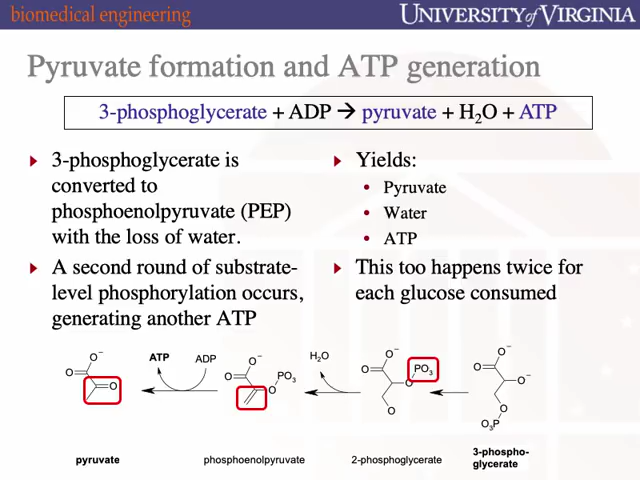 biomedical engineering
UNIVERSITY of VIRGINIA
Pyruvate formation and ATP generation
3-phosphoglycerate + ADP → pyruvate + H₂O + ATP
3-phosphoglycerate is
converted to
phosphoenolpyruvate (PEP)
with the loss of water.
A second round of substrate-
level phosphorylation occurs,
generating another ATP
Yields:
• Pyruvate
• Water
• ATP
This too happens twice for
each glucose consumed
O⁻
O
O
ATP
ADP
O⁻
O
PO₃
O
H₂O
O⁻
O
PO₃
O
O
O⁻
O
O⁻
O
O₃P
pyruvate
phosphoenolpyruvate
2-phosphoglycerate
3-phospho-
glycerate